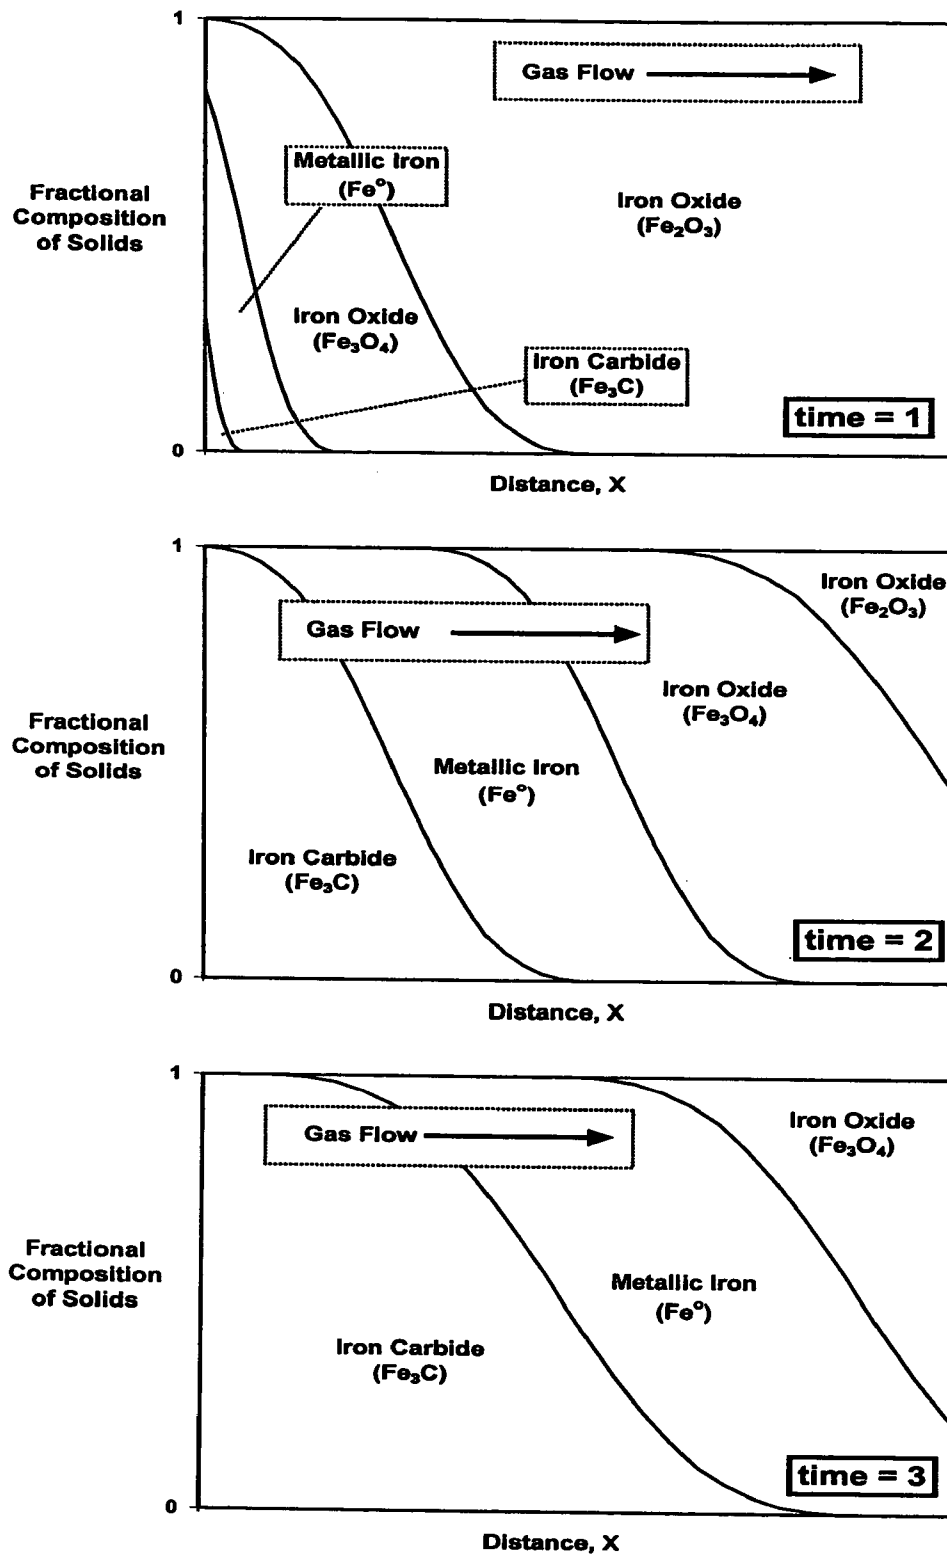 1
Gas Flow
Metallic Iron
(Fe°)
Fractional
Composition
of Solids
Iron Oxide
(Fe₂O₃)
Iron Oxide
(Fe₃O₄)
Iron Carbide
(Fe₃C)
time = 1
0
Distance, X
1
Iron Oxide
(Fe₂O₃)
Gas Flow
Iron Oxide
(Fe₃O₄)
Fractional
Composition
of Solids
Metallic Iron
(Fe°)
Iron Carbide
(Fe₃C)
time = 2
0
Distance, X
1
Iron Oxide
(Fe₃O₄)
Gas Flow
Fractional
Composition
of Solids
Metallic Iron
(Fe°)
Iron Carbide
(Fe₃C)
time = 3
0
Distance, X